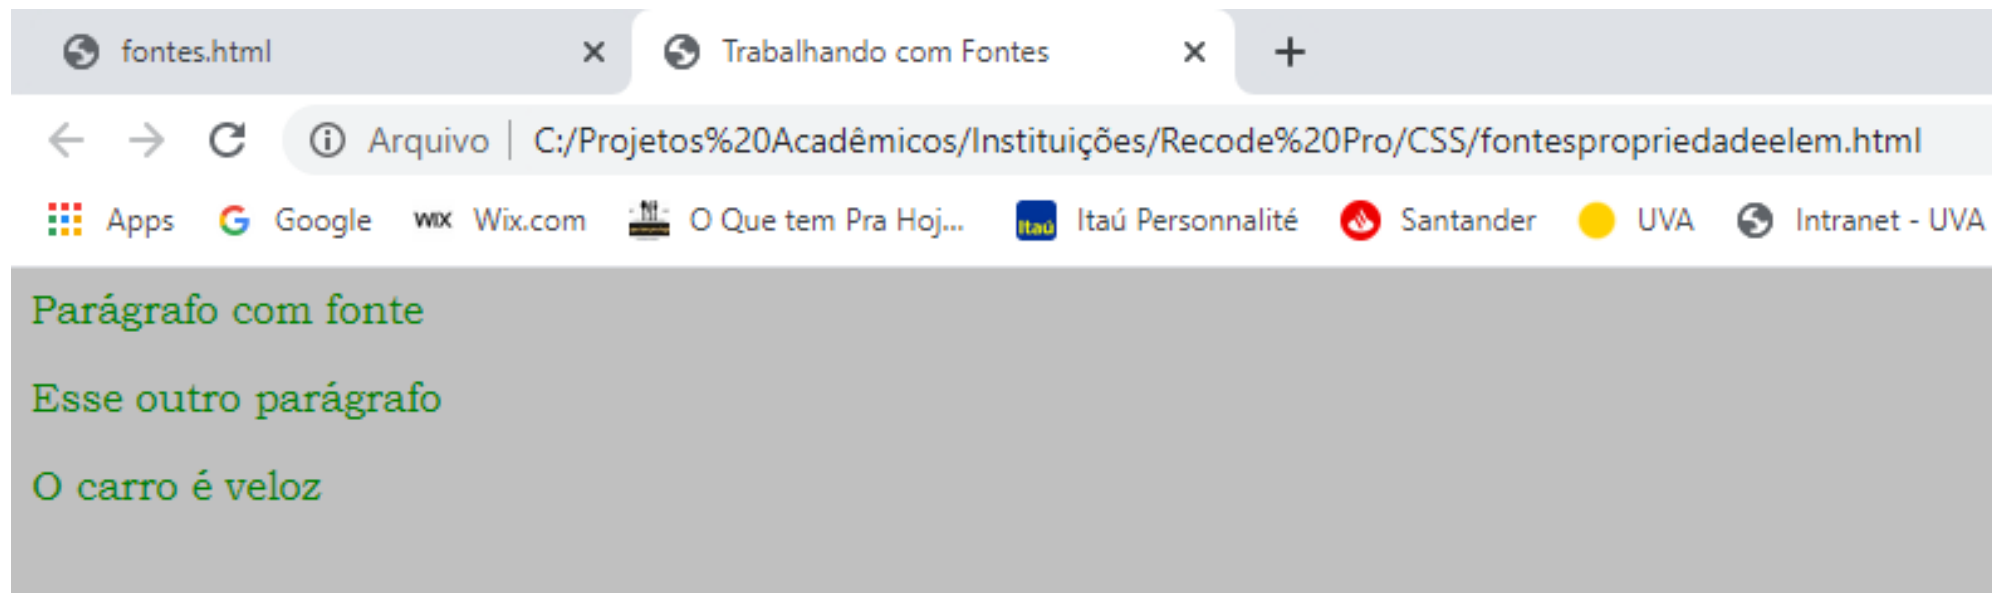 fontes.html
Trabalhando com Fontes
Arquivo C:/Projetos%20Acadêmicos/Instituições/Recode%20Pro/CSS/fontespropriedadeelem.html
Apps Google WIX Wix.com O Que tem Pra Hoj... Itaú Itaú Personnalité Santander UVA Intranet - UVA
Parágrafo com fonte
Esse outro parágrafo
O carro é veloz